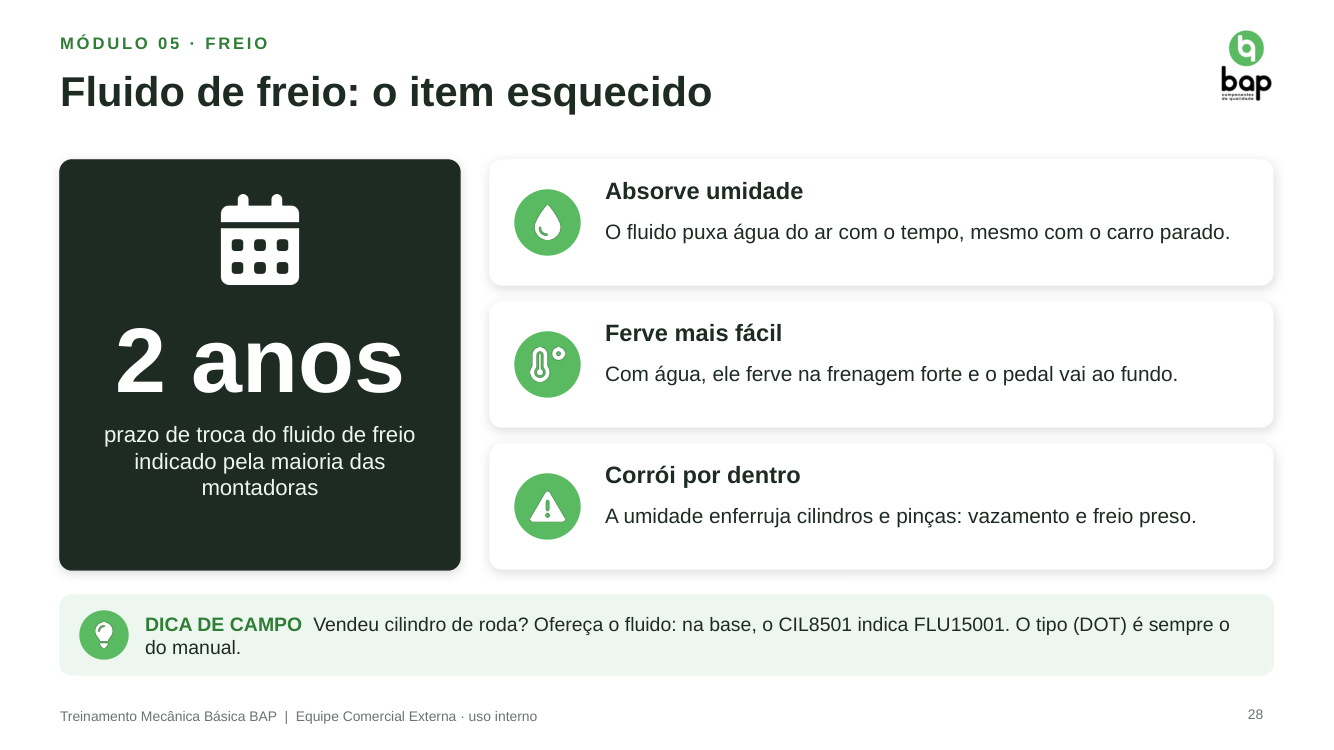 MÓDULO 05 · FREIO
Fluido de freio: o item esquecido
bap
componentes
de qualidade
2 anos
prazo de troca do fluido de freio
indicado pela maioria das
montadoras
Absorve umidade
O fluido puxa água do ar com o tempo, mesmo com o carro parado.
Ferve mais fácil
Com água, ele ferve na frenagem forte e o pedal vai ao fundo.
Corrói por dentro
A umidade enferruja cilindros e pinças: vazamento e freio preso.
DICA DE CAMPO Vendeu cilindro de roda? Ofereça o fluido: na base, o CIL8501 indica FLU15001. O tipo (DOT) é sempre o
do manual.
Treinamento Mecânica Básica BAP | Equipe Comercial Externa · uso interno
28